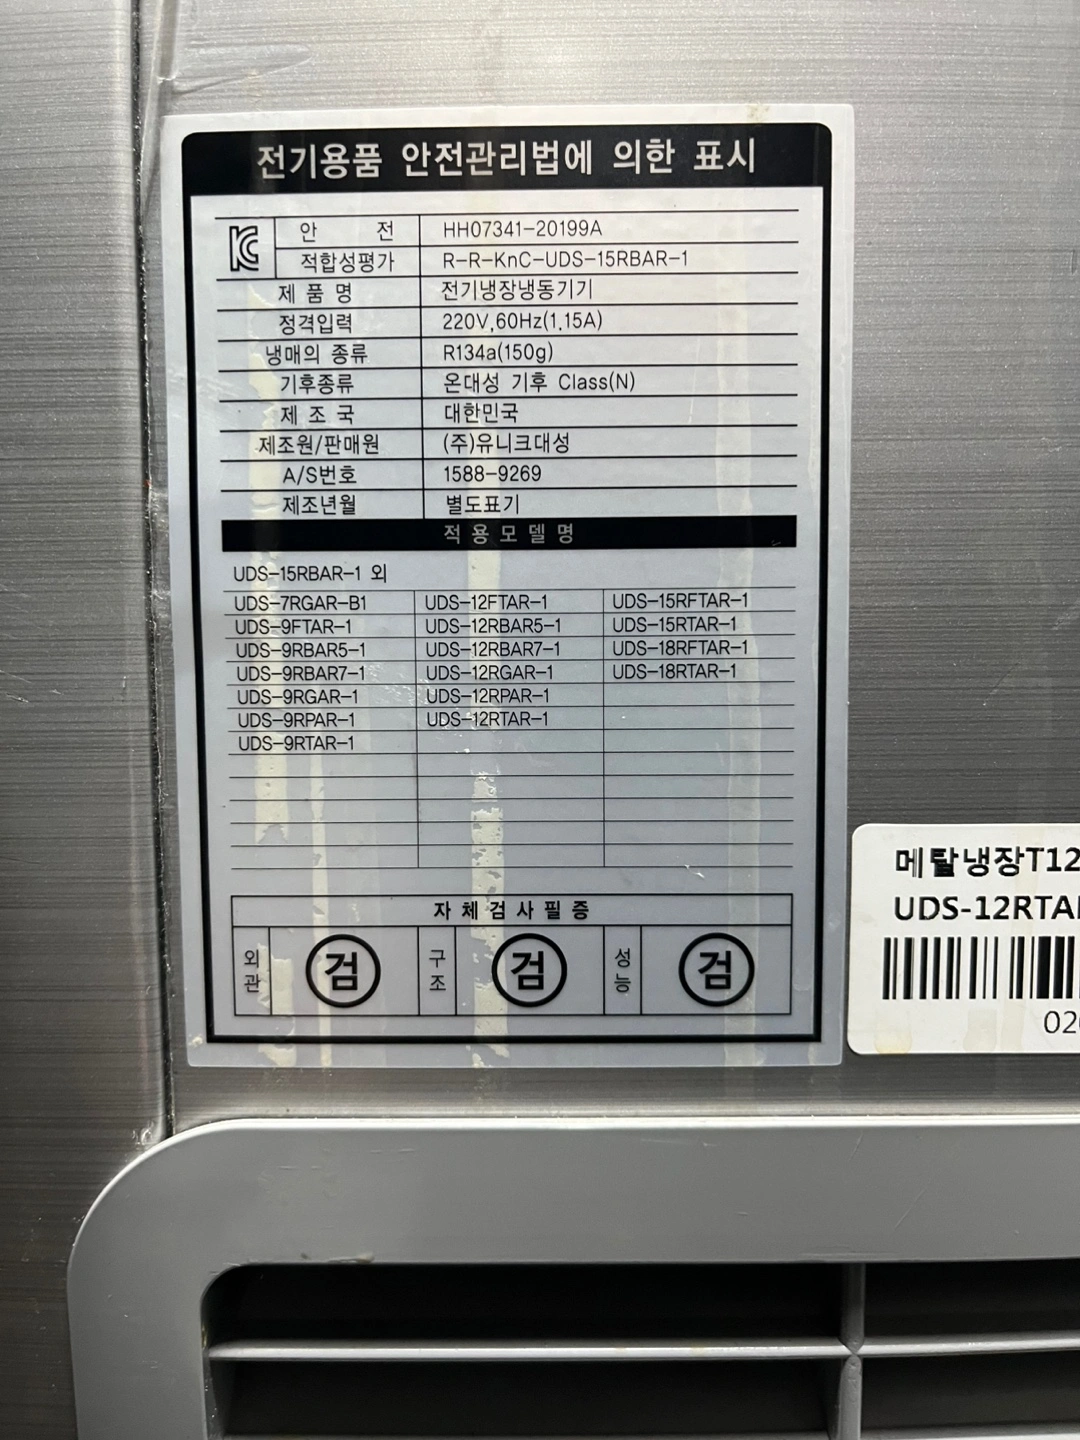 전기용품 안전관리법에 의한 표시
안 전 HH07341-20199A
적합성평가 R-R-KnC-UDS-15RBAR-1
제 품 명 전기냉장냉동기기
정격입력 220V,60Hz(1.15A)
냉매의 종류 R134a(150g)
기후종류 온대성 기후 Class(N)
제 조 국 대한민국
제조원/판매원 (주)유니크대성
A/S번호 1588-9269
제조년월 별도표기
적용모델명
UDS-15RBAR-1 외
UDS-7RGAR-B1 UDS-12FTAR-1 UDS-15RFTAR-1
UDS-9FTAR-1 UDS-12RBAR5-1 UDS-15RTAR-1
UDS-9RBAR5-1 UDS-12RBAR7-1 UDS-18RFTAR-1
UDS-9RBAR7-1 UDS-12RGAR-1 UDS-18RTAR-1
UDS-9RGAR-1 UDS-12RPAR-1
UDS-9RPAR-1 UDS-12RTAR-1
UDS-9RTAR-1
자체검사필증
외관 검 구조 검 성능 검
메탈냉장T12
UDS-12RTA
02